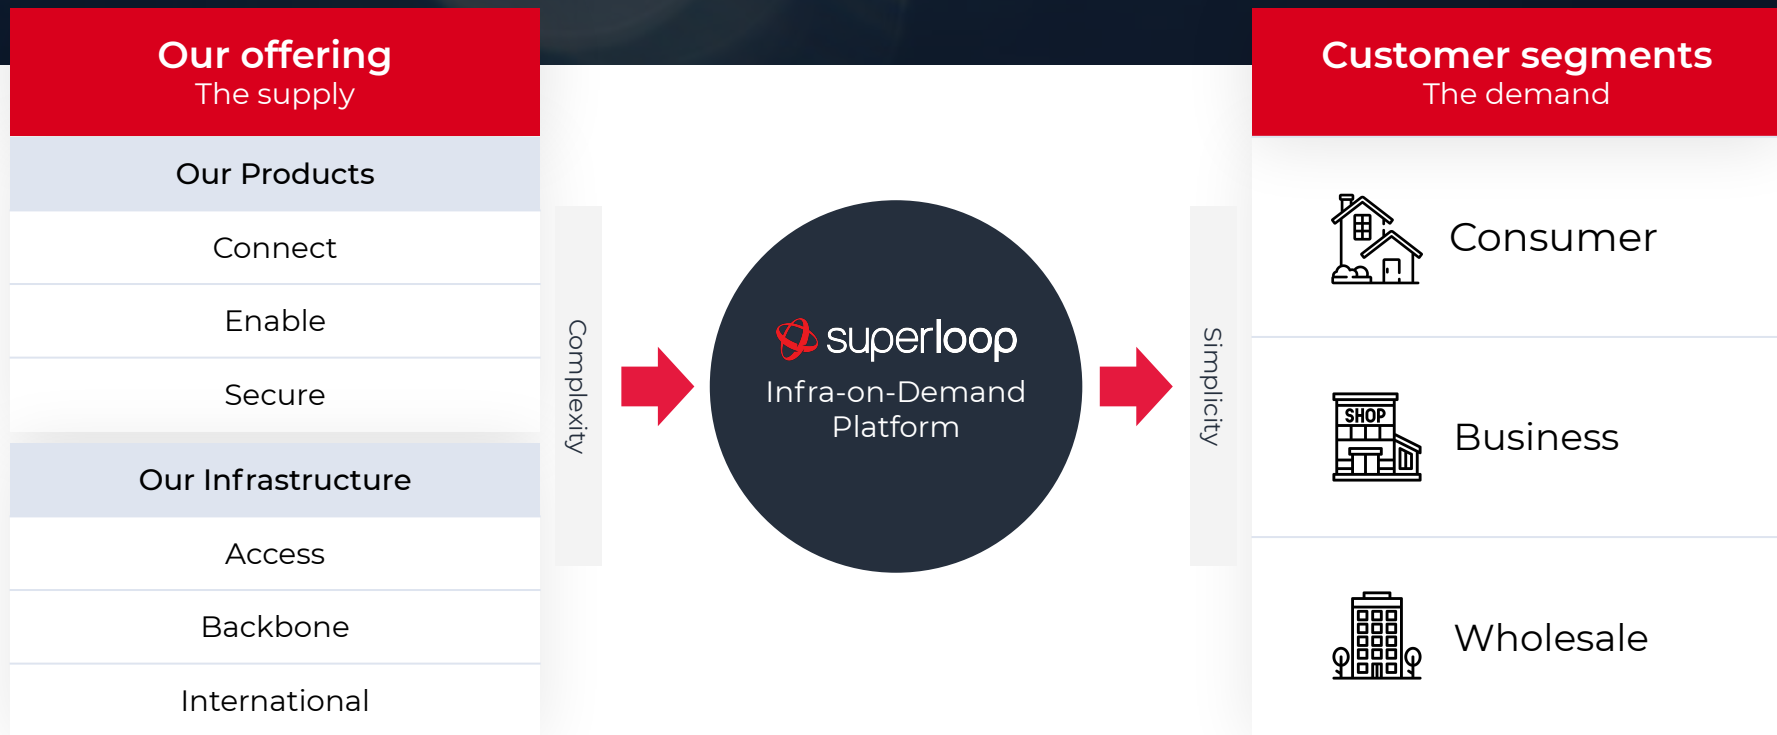 Our offering
The supply
Our Products
Connect
Enable
Secure
Our Infrastructure
Access
Backbone
International
Complexity
superloop
Infra-on-Demand
Platform
Simplicity
Customer segments
The demand
Consumer
SHOP
Business
Wholesale